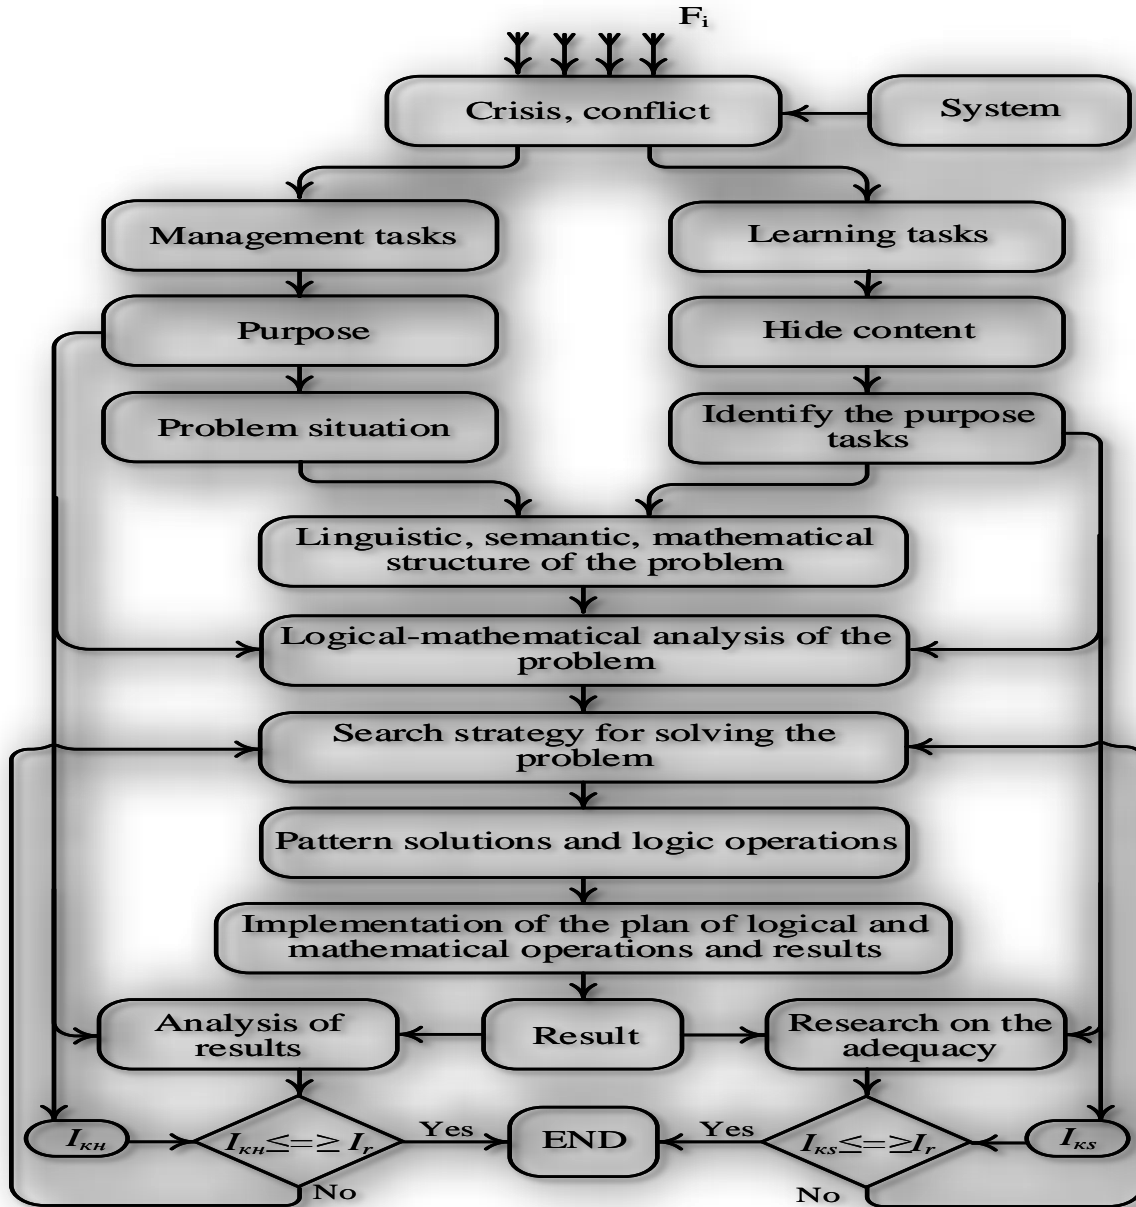 Fᵢ
Crisis, conflict
System
Management tasks
Learning tasks
Purpose
Hide content
Problem situation
Identify the purpose
tasks
Linguistic, semantic, mathematical
structure of the problem
Logical-mathematical analysis of the
problem
Search strategy for solving the
problem
Pattern solutions and logic operations
Implementation of the plan of logical and
mathematical operations and results
Analysis of
results
Result
Research on the
adequacy
Iкн
Iкн≤=≥ Ir
Yes
END
Yes
Iкs≤=≥Ir
Iкs
No
No